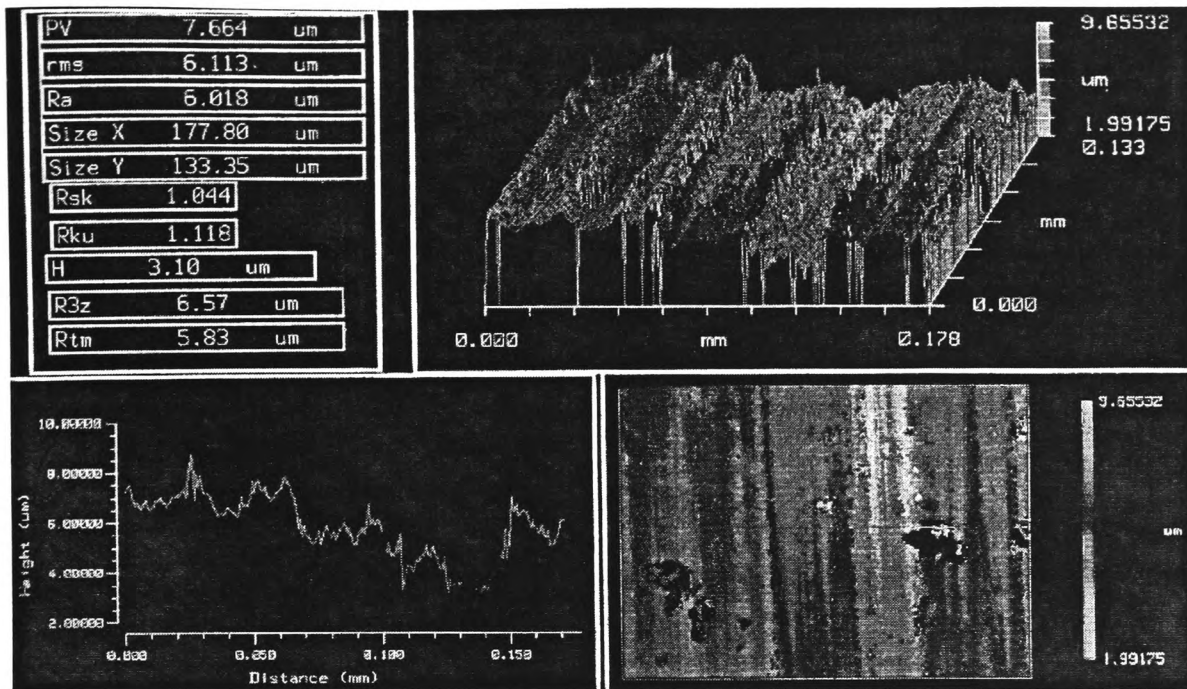 PV 7.664 um
rms 6.113 um
Ra 6.018 um
Size X 177.80 um
Size Y 133.35 um
Rsk 1.044
Rku 1.118
H 3.10 um
R3z 6.57 um
Rtm 5.83 um
9.65532
um
1.99175
0.133
mm
0.000
0.000 mm 0.178
10.00000
8.00000
6.00000
4.00000
2.00000
Height (um)
0.000 0.050 0.100 0.150
Distance (mm)
9.65532
um
1.99175